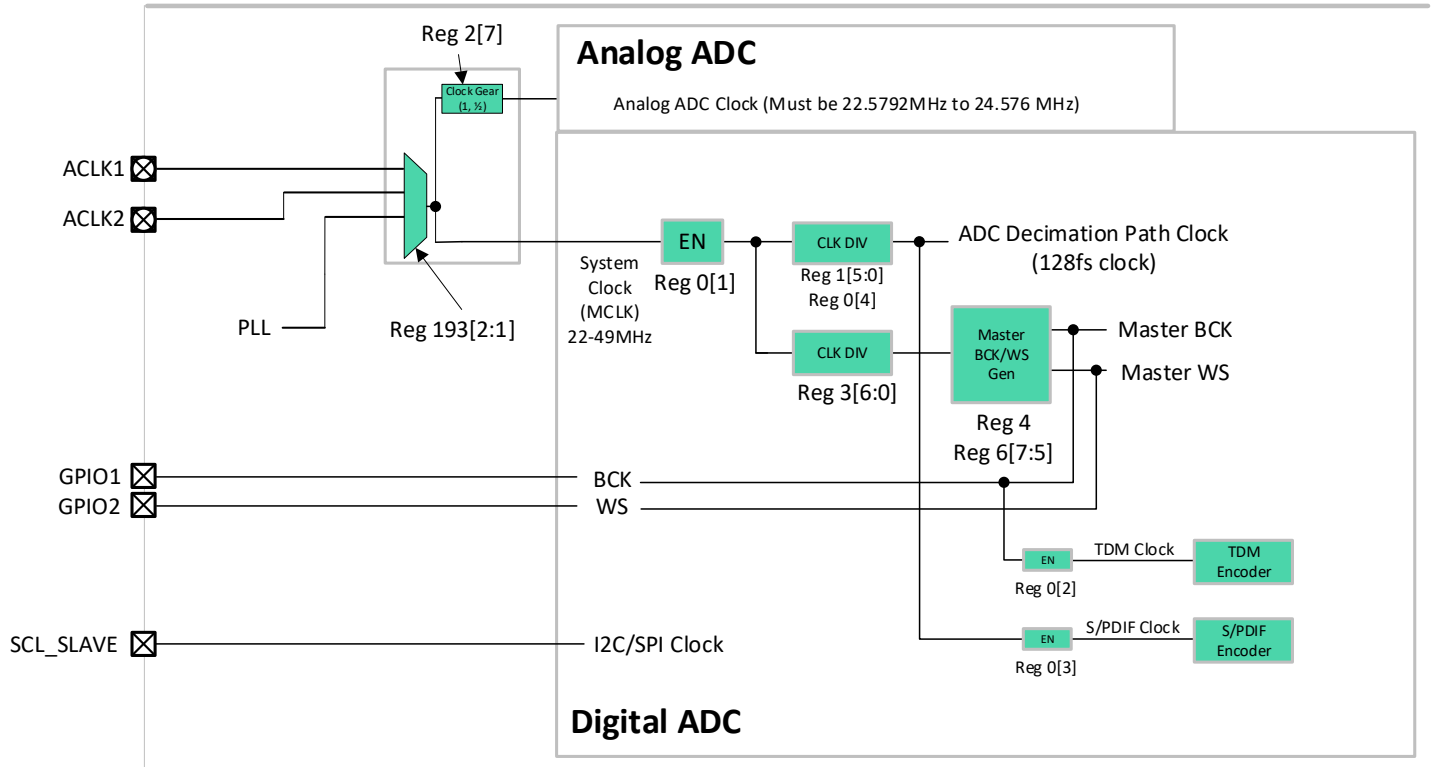 Reg 2[7]
Analog ADC
Clock Gear
(1, ½)
Analog ADC Clock (Must be 22.5792MHz to 24.576 MHz)
ACLK1
ACLK2
PLL
Reg 193[2:1]
System
Clock
(MCLK)
22-49MHz
EN
Reg 0[1]
CLK DIV
Reg 1[5:0]
Reg 0[4]
ADC Decimation Path Clock
(128fs clock)
CLK DIV
Reg 3[6:0]
Master
BCK/WS
Gen
Reg 4
Reg 6[7:5]
Master BCK
Master WS
GPIO1
BCK
GPIO2
WS
EN
Reg 0[2]
TDM Clock
TDM
Encoder
SCL_SLAVE
I2C/SPI Clock
EN
Reg 0[3]
S/PDIF Clock
S/PDIF
Encoder
Digital ADC